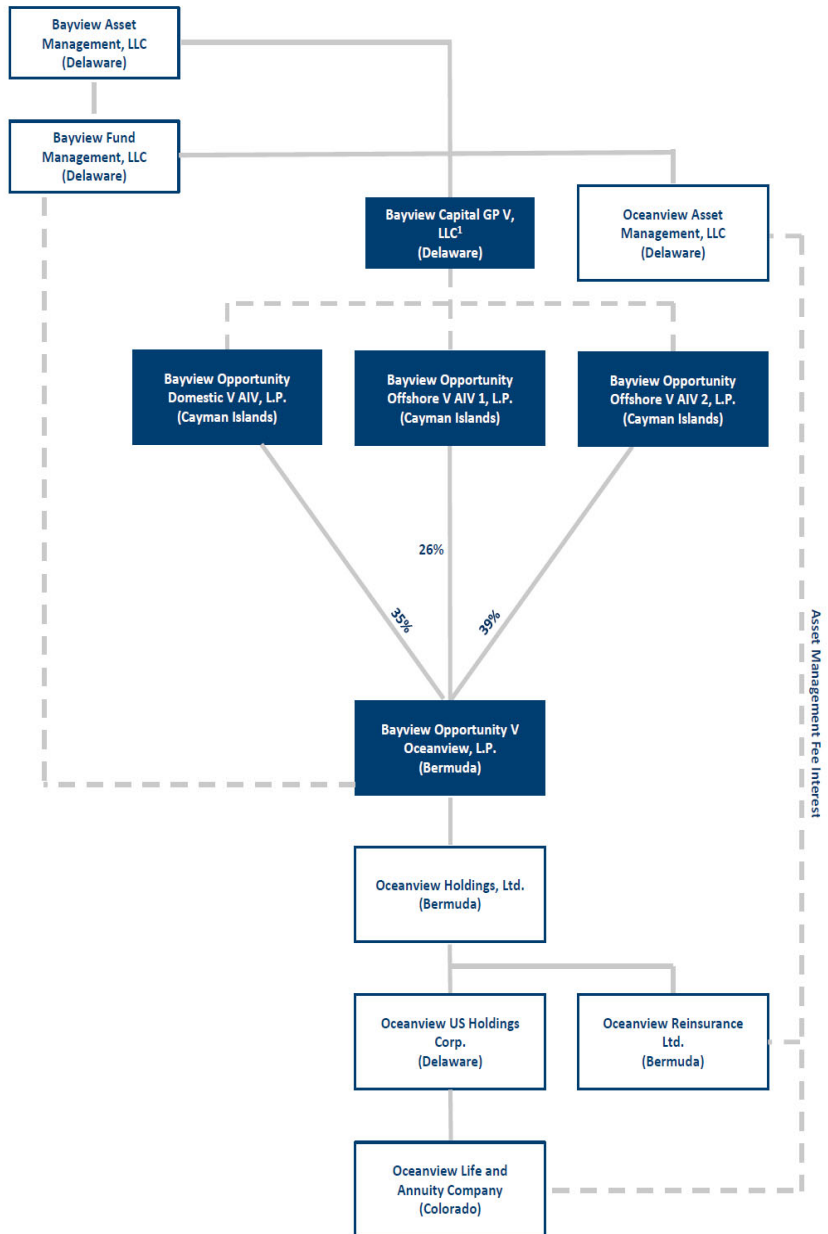 Bayview Asset
Management, LLC
(Delaware)
Bayview Fund
Management, LLC
(Delaware)
Bayview Capital GP V,
LLC¹
(Delaware)
Oceanview Asset
Management, LLC
(Delaware)
Bayview Opportunity
Domestic V AIV, L.P.
(Cayman Islands)
Bayview Opportunity
Offshore V AIV 1, L.P.
(Cayman Islands)
Bayview Opportunity
Offshore V AIV 2, L.P.
(Cayman Islands)
26%
35%
39%
Asset Management Fee Interest
Bayview Opportunity V
Oceanview, L.P.
(Bermuda)
Oceanview Holdings, Ltd.
(Bermuda)
Oceanview US Holdings
Corp.
(Delaware)
Oceanview Reinsurance
Ltd.
(Bermuda)
Oceanview Life and
Annuity Company
(Colorado)